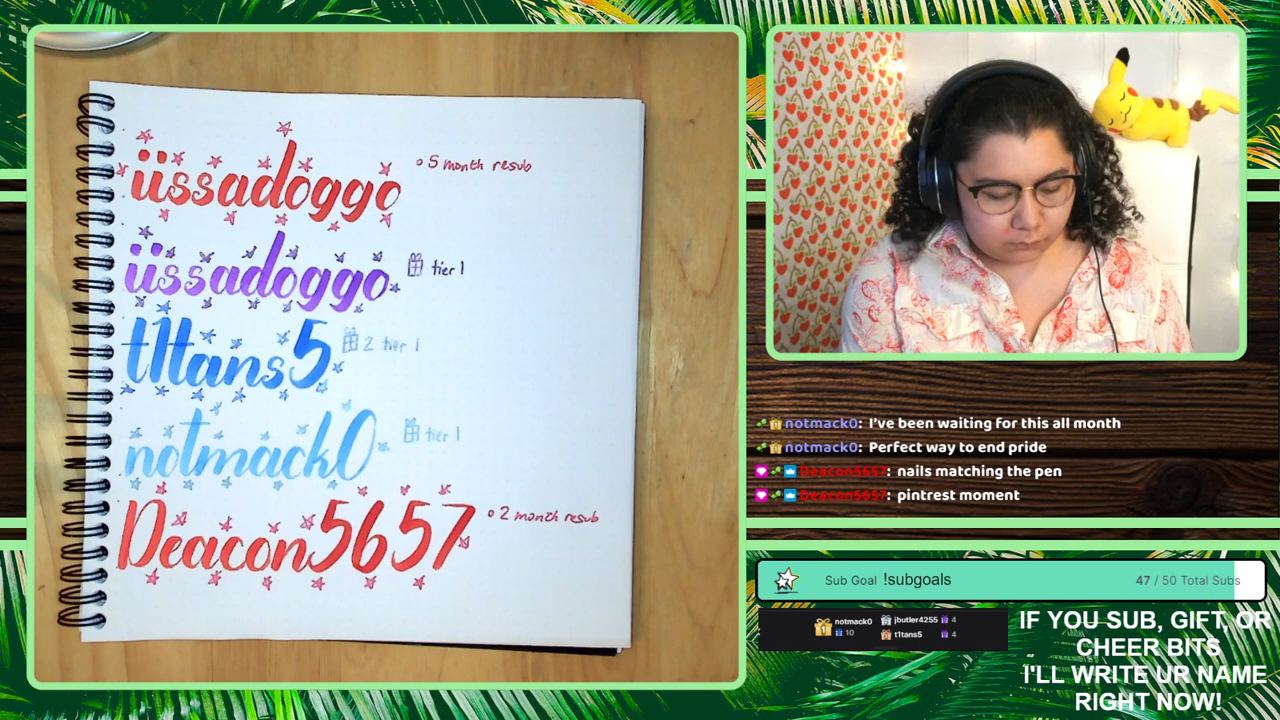 iissadoggo
° 5 month resub
iissadoggo
tier 1
t1tans5
2 tier 1
notmack0
tier 1
Deacon5657
° 2 month resub
notmack0: I've been waiting for this all month
notmack0: Perfect way to end pride
Deacon5657: nails matching the pen
Deacon5657: pintrest moment
Sub Goal !subgoals
47 / 50 Total Subs
1 notmack0 10
2 jbutler4255 4
3 t1tans5 4
IF YOU SUB, GIFT, OR
CHEER BITS
I'LL WRITE UR NAME
RIGHT NOW!